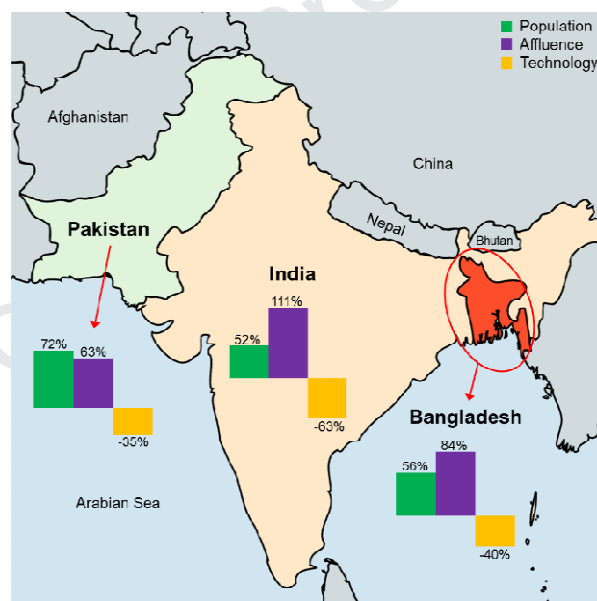 Population
Affluence
Technology
Afghanistan
China
Pakistan
Nepal
Bhutan
India
111%
72%
63%
52%
-63%
Bangladesh
-35%
84%
56%
Arabian Sea
-40%